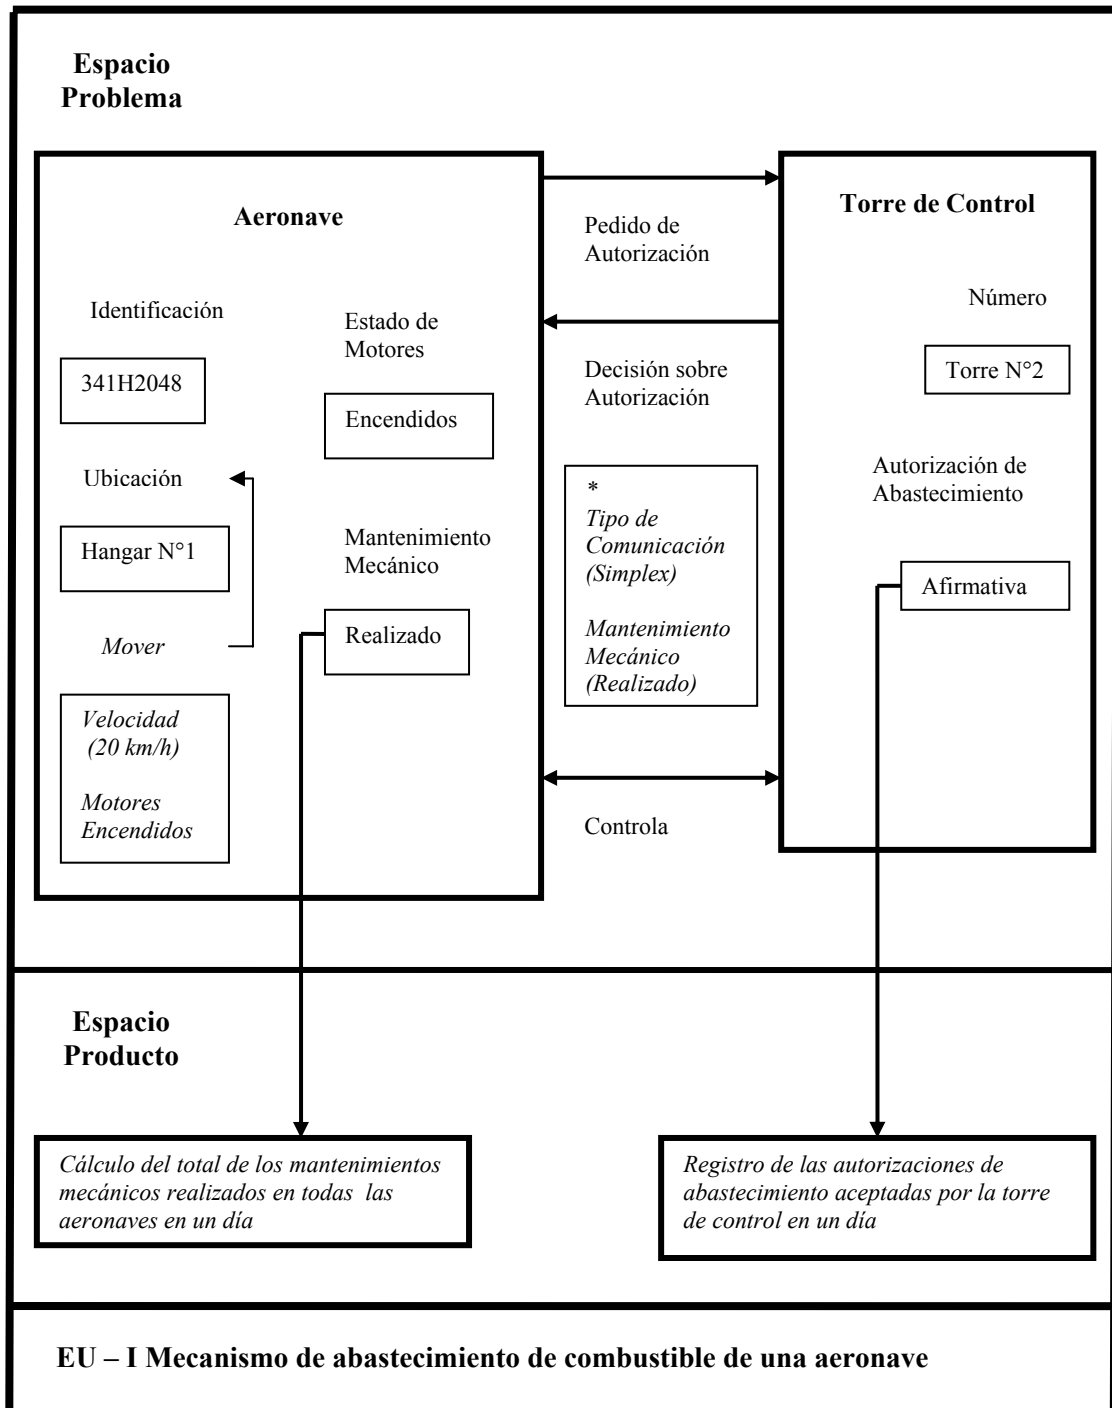 Espacio
Problema
Aeronave
Identificación
341H2048
Ubicación
Hangar N°1
Mover
Velocidad
(20 km/h)
Motores
Encendidos
Estado de
Motores
Encendidos
Mantenimiento
Mecánico
Realizado
Pedido de
Autorización
Decisión sobre
Autorización
*
Tipo de
Comunicación
(Simplex)
Mantenimiento
Mecánico
(Realizado)
Controla
Torre de Control
Número
Torre N°2
Autorización de
Abastecimiento
Afirmativa
Espacio
Producto
Cálculo del total de los mantenimientos
mecánicos realizados en todas las
aeronaves en un día
Registro de las autorizaciones de
abastecimiento aceptadas por la torre
de control en un día
EU – I Mecanismo de abastecimiento de combustible de una aeronave